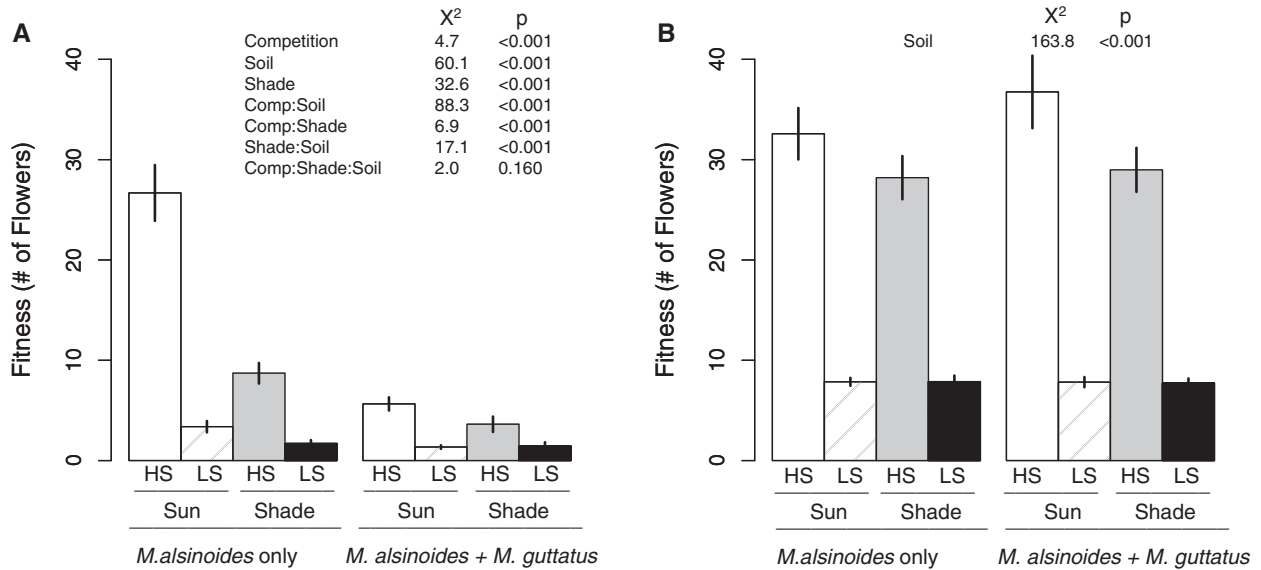 A
X² p
Competition 4.7 <0.001
Soil 60.1 <0.001
Shade 32.6 <0.001
Comp:Soil 88.3 <0.001
Comp:Shade 6.9 <0.001
Shade:Soil 17.1 <0.001
Comp:Shade:Soil 2.0 0.160
Fitness (# of Flowers)
40
30
20
10
0
HS LS HS LS HS LS HS LS
Sun Shade Sun Shade
M.alsinoides only M. alsinoides + M. guttatus
B
X² p
Soil 163.8 <0.001
Fitness (# of Flowers)
40
30
20
10
0
HS LS HS LS HS LS HS LS
Sun Shade Sun Shade
M.alsinoides only M. alsinoides + M. guttatus